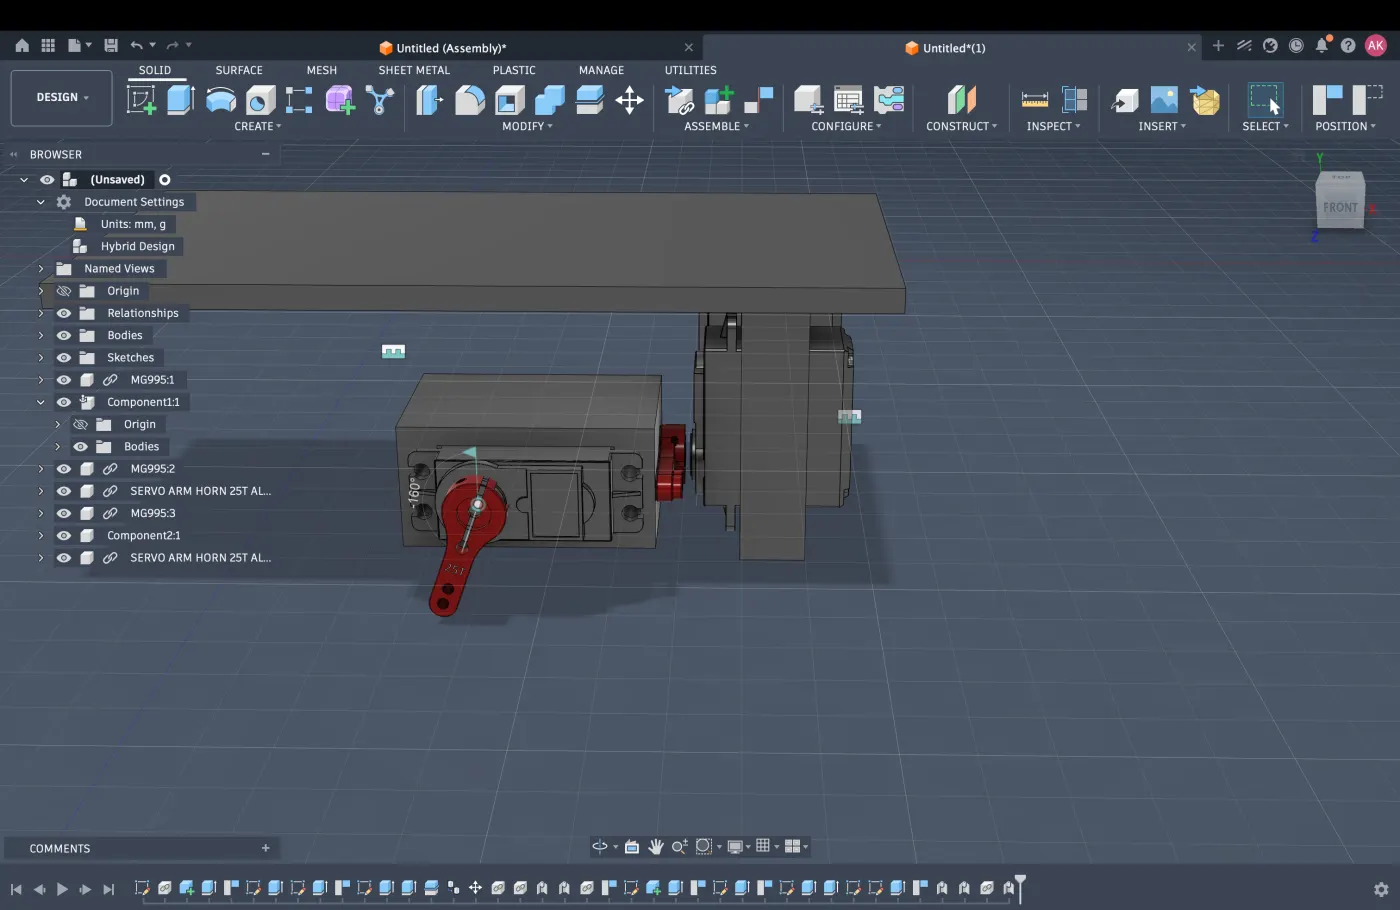 Untitled (Assembly)*
Untitled*(1)
AK
SOLID SURFACE MESH SHEET METAL PLASTIC MANAGE UTILITIES
DESIGN
CREATE MODIFY ASSEMBLE CONFIGURE CONSTRUCT INSPECT INSERT SELECT POSITION
BROWSER
(Unsaved)
Document Settings
Units: mm, g
Hybrid Design
Named Views
Origin
Relationships
Bodies
Sketches
MG995:1
Component1:1
Origin
Bodies
MG995:2
SERVO ARM HORN 25T AL...
MG995:3
Component2:1
SERVO ARM HORN 25T AL...
Y
FRONT
Z
-160°
COMMENTS